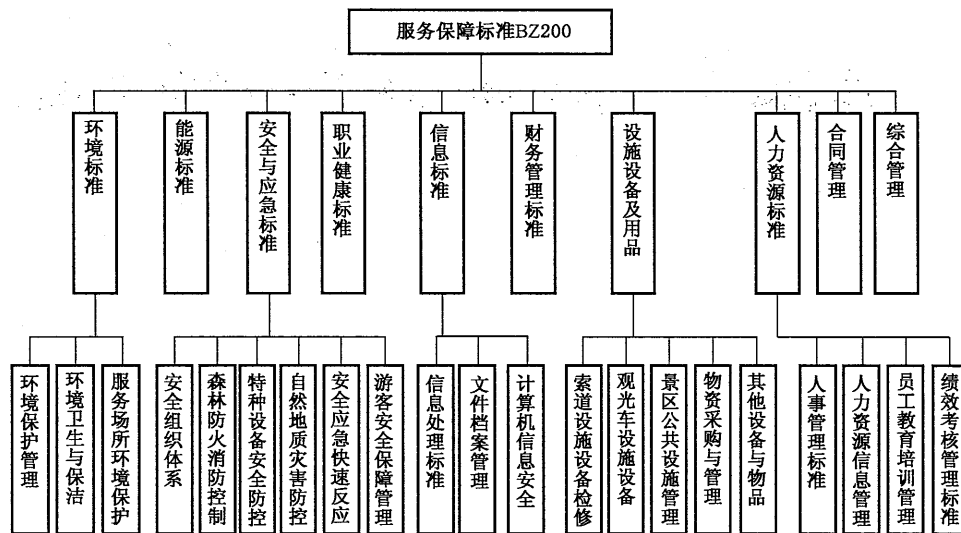 服务保障标准BZ200
环境标准
能源标准
安全与应急标准
职业健康标准
信息标准
财务管理标准
设施设备及用品
人力资源标准
合同管理
综合管理
环境保护管理
环境卫生与保洁
服务场所环境保护
安全组织体系
森林防火消防控制
特种设备安全防控
自然地质灾害防控
安全应急快速反应
游客安全保障管理
信息处理标准
文件档案管理
计算机信息安全
索道设施设备检修
观光车设施设备
景区公共设施管理
物资采购与管理
其他设备与物品
人事管理标准
人力资源信息管理
员工教育培训管理
绩效考核管理标准